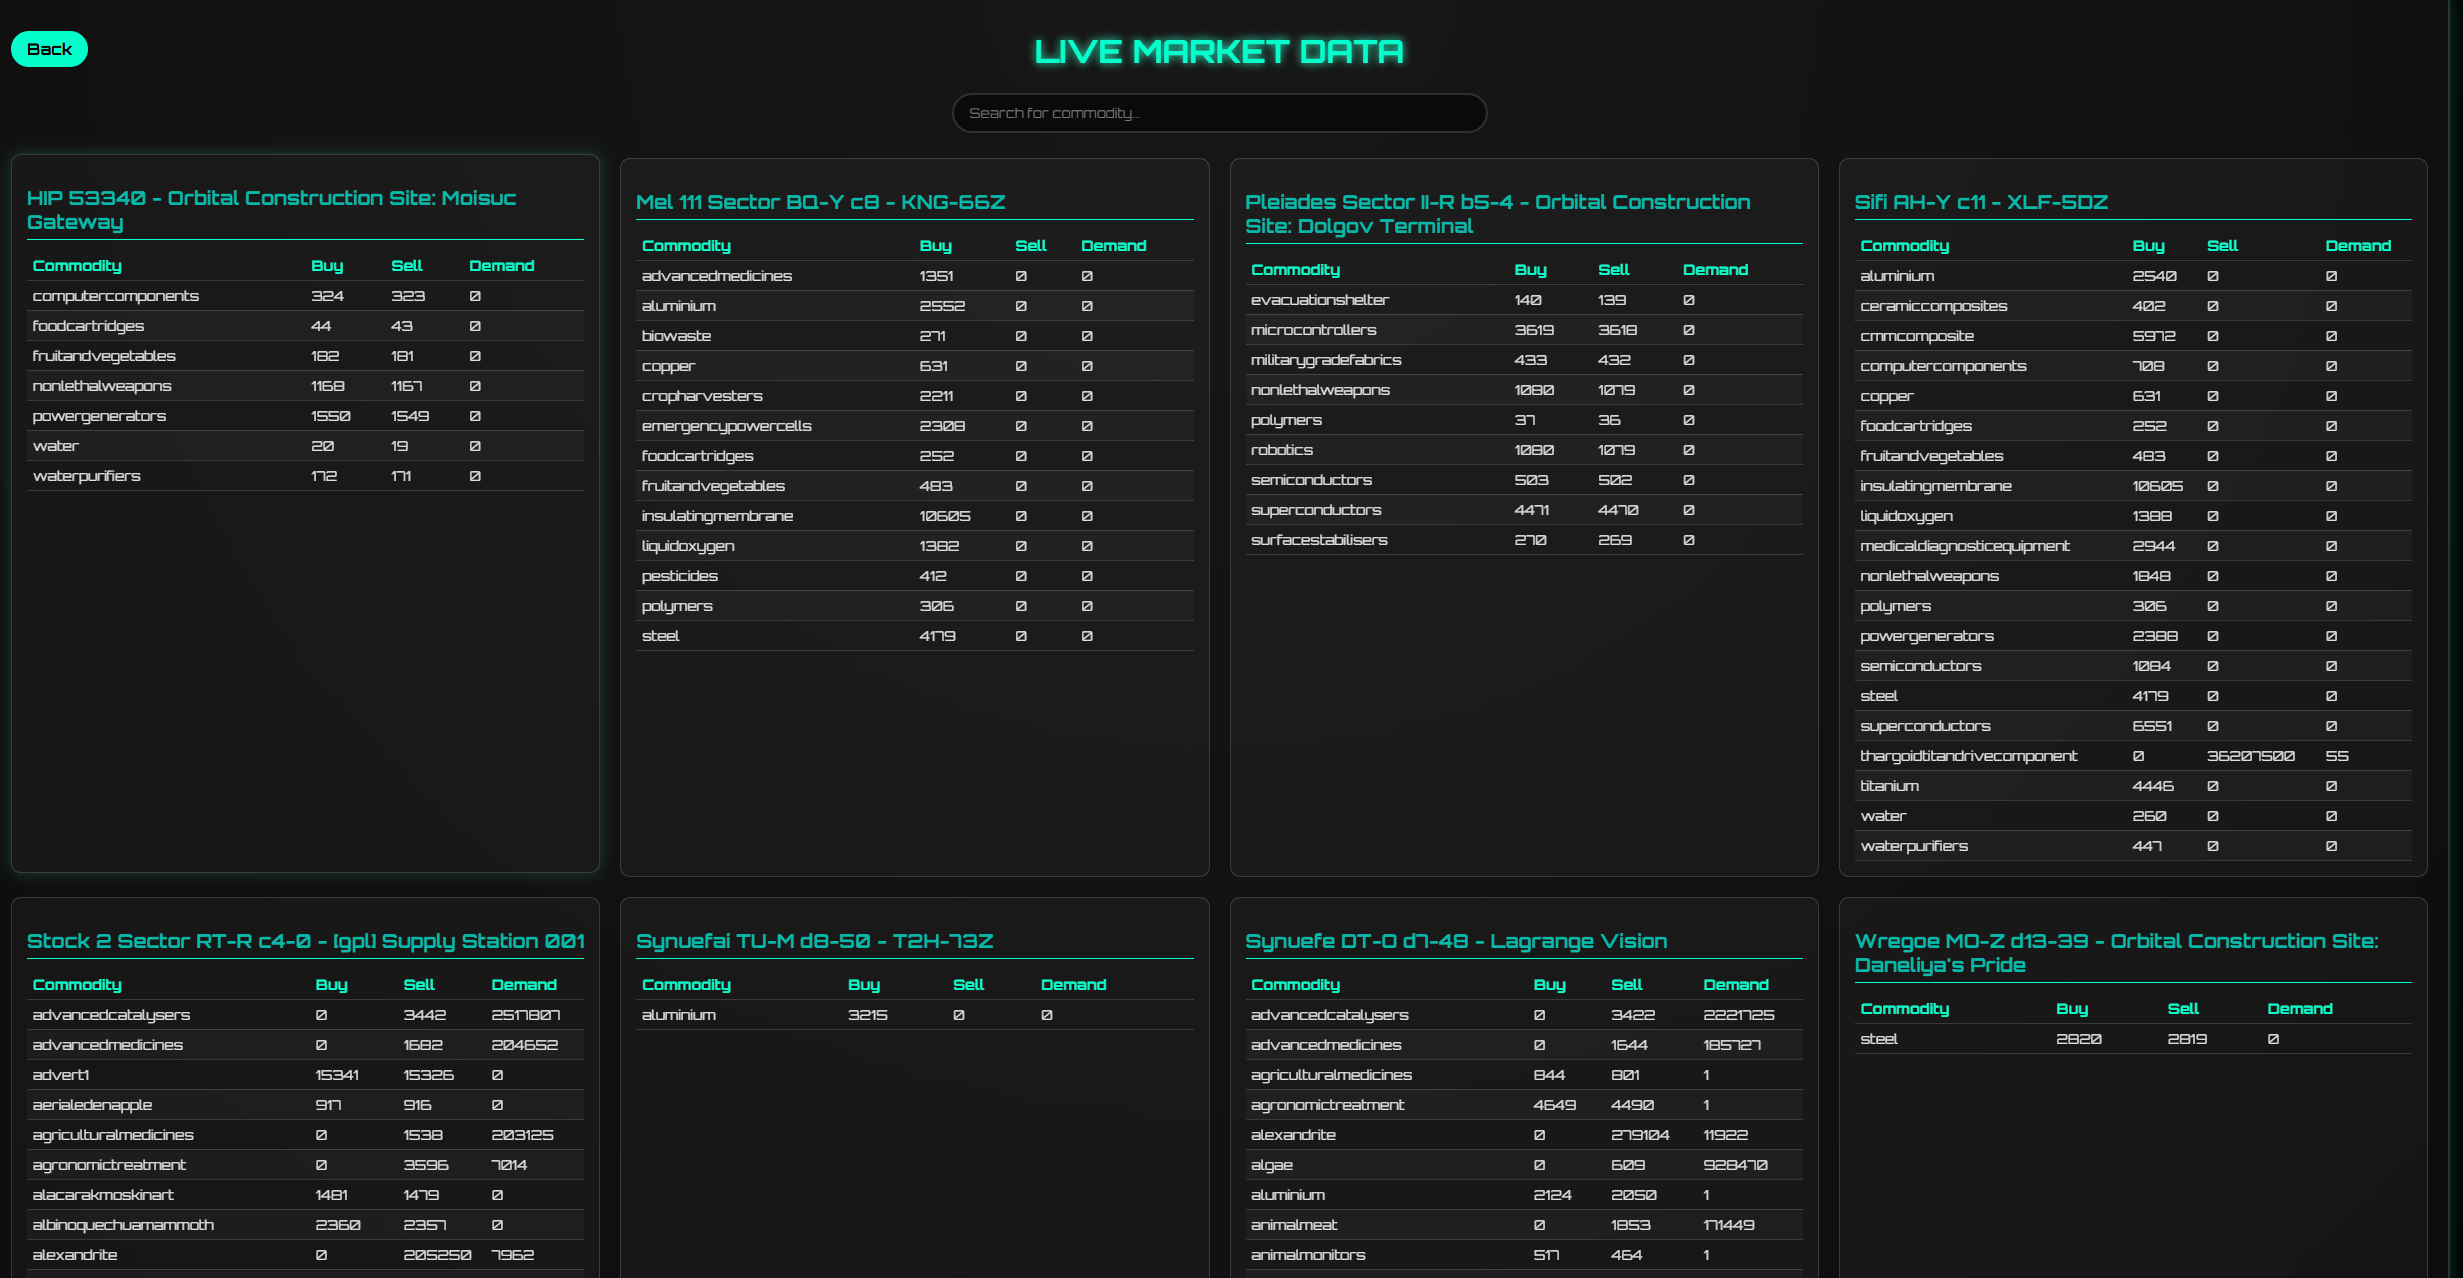 Back
LIVE MARKET DATA
Search for commodity...
HIP 53340 - Orbital Construction Site: Moisuc
Gateway
Commodity Buy Sell Demand
computercomponents 324 323 0
foodcartridges 44 43 0
fruitandvegetables 182 181 0
nonlethalweapons 1168 1167 0
powergenerators 1550 1549 0
water 20 19 0
waterpurifiers 172 171 0
Mel 111 Sector BQ-Y c8 - KNG-66Z
Commodity Buy Sell Demand
advancedmedicines 1351 0 0
aluminium 2552 0 0
biowaste 271 0 0
copper 631 0 0
cropharvesters 2211 0 0
emergencypowercells 2308 0 0
foodcartridges 252 0 0
fruitandvegetables 483 0 0
insulatingmembrane 10605 0 0
liquidoxygen 1382 0 0
pesticides 412 0 0
polymers 306 0 0
steel 4179 0 0
Pleiades Sector II-R b5-4 - Orbital Construction
Site: Dolgov Terminal
Commodity Buy Sell Demand
evacuationshelter 140 139 0
microcontrollers 3619 3618 0
militarygradefabrics 433 432 0
nonlethalweapons 1080 1079 0
polymers 37 36 0
robotics 1080 1079 0
semiconductors 503 502 0
superconductors 4471 4470 0
surfacestabilisers 270 269 0
Sifi AH-Y c11 - XLF-5DZ
Commodity Buy Sell Demand
aluminium 2540 0 0
ceramiccomposites 402 0 0
cmmcomposite 5972 0 0
computercomponents 708 0 0
copper 631 0 0
foodcartridges 252 0 0
fruitandvegetables 483 0 0
insulatingmembrane 10605 0 0
liquidoxygen 1388 0 0
medicaldiagnosticequipment 2944 0 0
nonlethalweapons 1848 0 0
polymers 306 0 0
powergenerators 2388 0 0
semiconductors 1084 0 0
steel 4179 0 0
superconductors 6551 0 0
thargoidtitandrivecomponent 0 36207500 55
titanium 4446 0 0
water 260 0 0
waterpurifiers 447 0 0
Stock 2 Sector RT-R c4-0 - [gpl] Supply Station 001
Commodity Buy Sell Demand
advancedcatalysers 0 3442 2517807
advancedmedicines 0 1682 204652
advert1 15341 15326 0
aerialedenapple 917 916 0
agriculturalmedicines 0 1538 203125
agronomictreatment 0 3596 7014
alacarakmoskinart 1481 1479 0
albinoquechuamammoth 2360 2357 0
alexandrite 0 205250 7962
Synuefai TU-M d8-50 - T2H-73Z
Commodity Buy Sell Demand
aluminium 3215 0 0
Synuefe DT-O d7-48 - Lagrange Vision
Commodity Buy Sell Demand
advancedcatalysers 0 3422 2221725
advancedmedicines 0 1644 185727
agriculturalmedicines 844 801 1
agronomictreatment 4649 4490 1
alexandrite 0 279104 11922
algae 0 609 928470
aluminium 2124 2050 1
animalmeat 0 1853 171449
animalmonitors 517 464 1
Wregoe MO-Z d13-39 - Orbital Construction Site:
Daneliya's Pride
Commodity Buy Sell Demand
steel 2820 2819 0